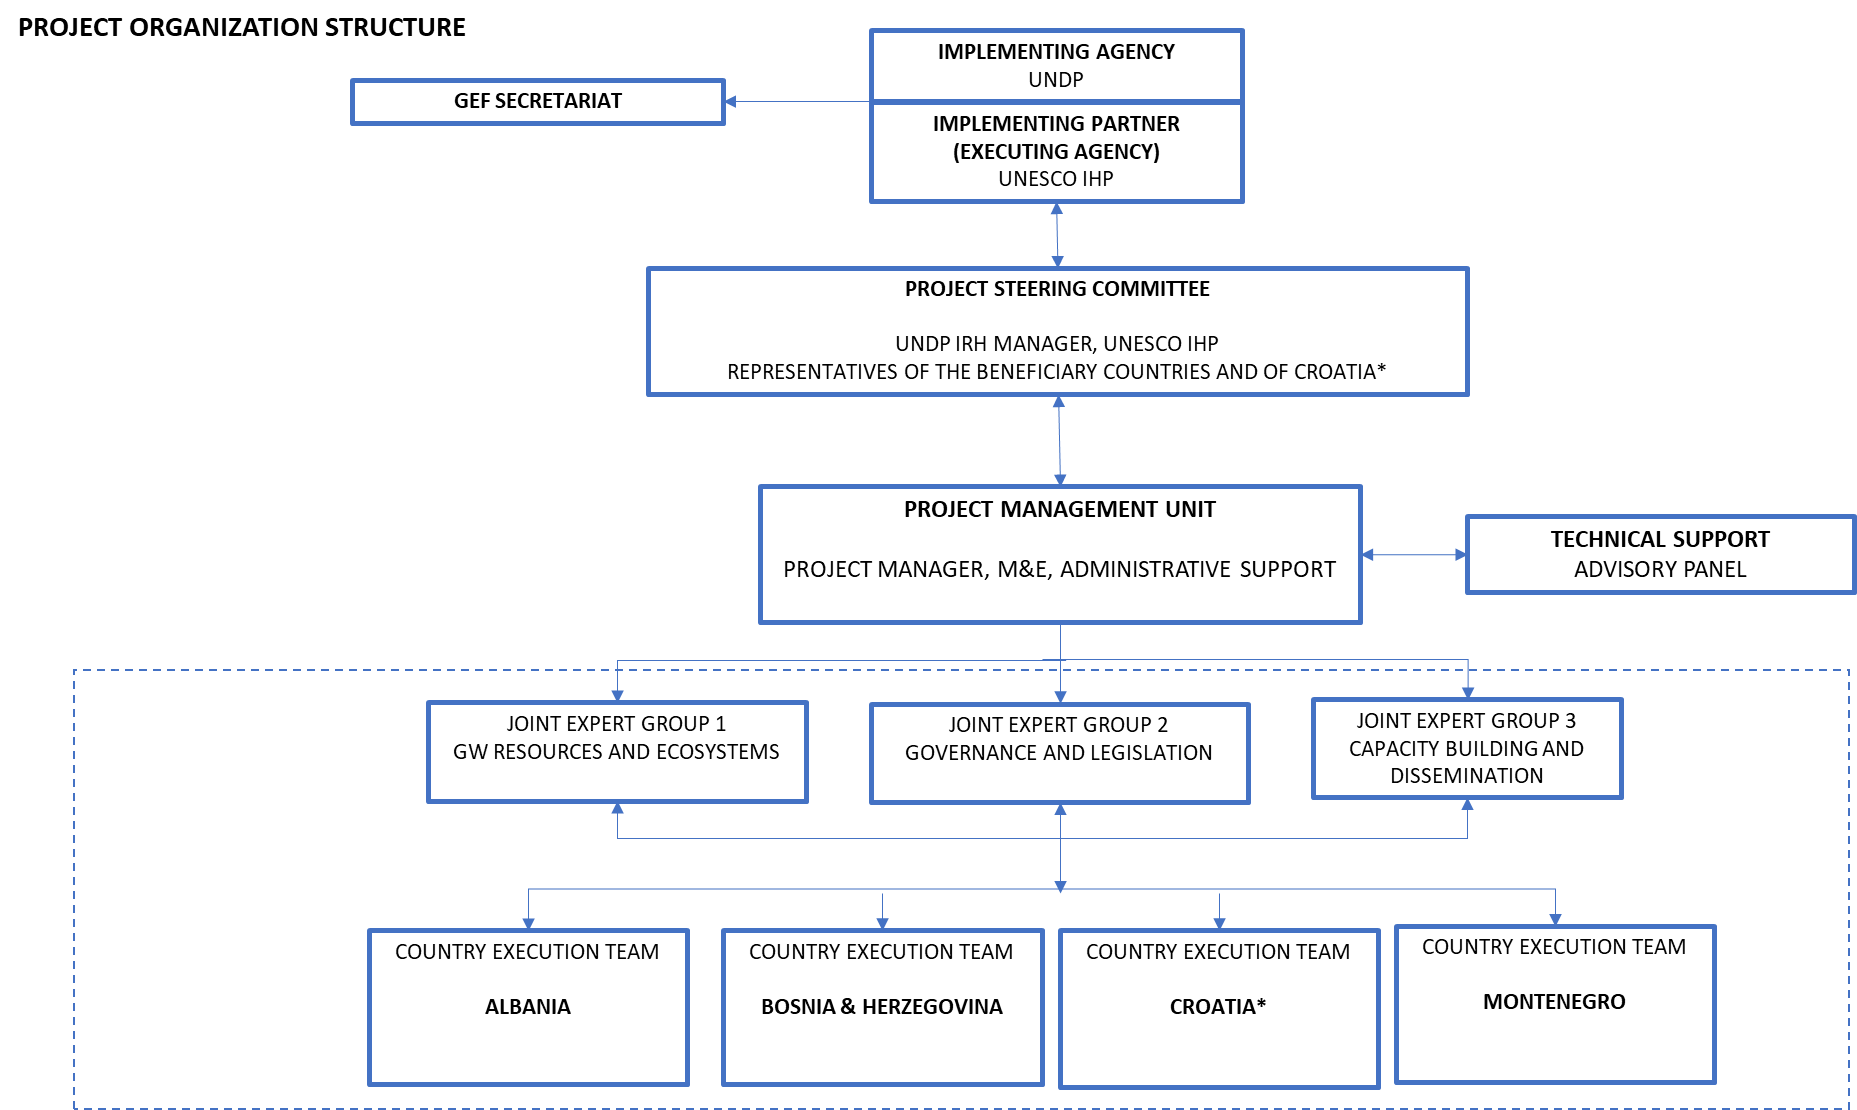 PROJECT ORGANIZATION STRUCTURE
IMPLEMENTING AGENCY
UNDP
GEF SECRETARIAT
IMPLEMENTING PARTNER
(EXECUTING AGENCY)
UNESCO IHP
PROJECT STEERING COMMITTEE
UNDP IRH MANAGER, UNESCO IHP
REPRESENTATIVES OF THE BENEFICIARY COUNTRIES AND OF CROATIA*
PROJECT MANAGEMENT UNIT
PROJECT MANAGER, M&E, ADMINISTRATIVE SUPPORT
TECHNICAL SUPPORT
ADVISORY PANEL
JOINT EXPERT GROUP 1
GW RESOURCES AND ECOSYSTEMS
JOINT EXPERT GROUP 2
GOVERNANCE AND LEGISLATION
JOINT EXPERT GROUP 3
CAPACITY BUILDING AND
DISSEMINATION
COUNTRY EXECUTION TEAM
ALBANIA
COUNTRY EXECUTION TEAM
BOSNIA & HERZEGOVINA
COUNTRY EXECUTION TEAM
CROATIA*
COUNTRY EXECUTION TEAM
MONTENEGRO